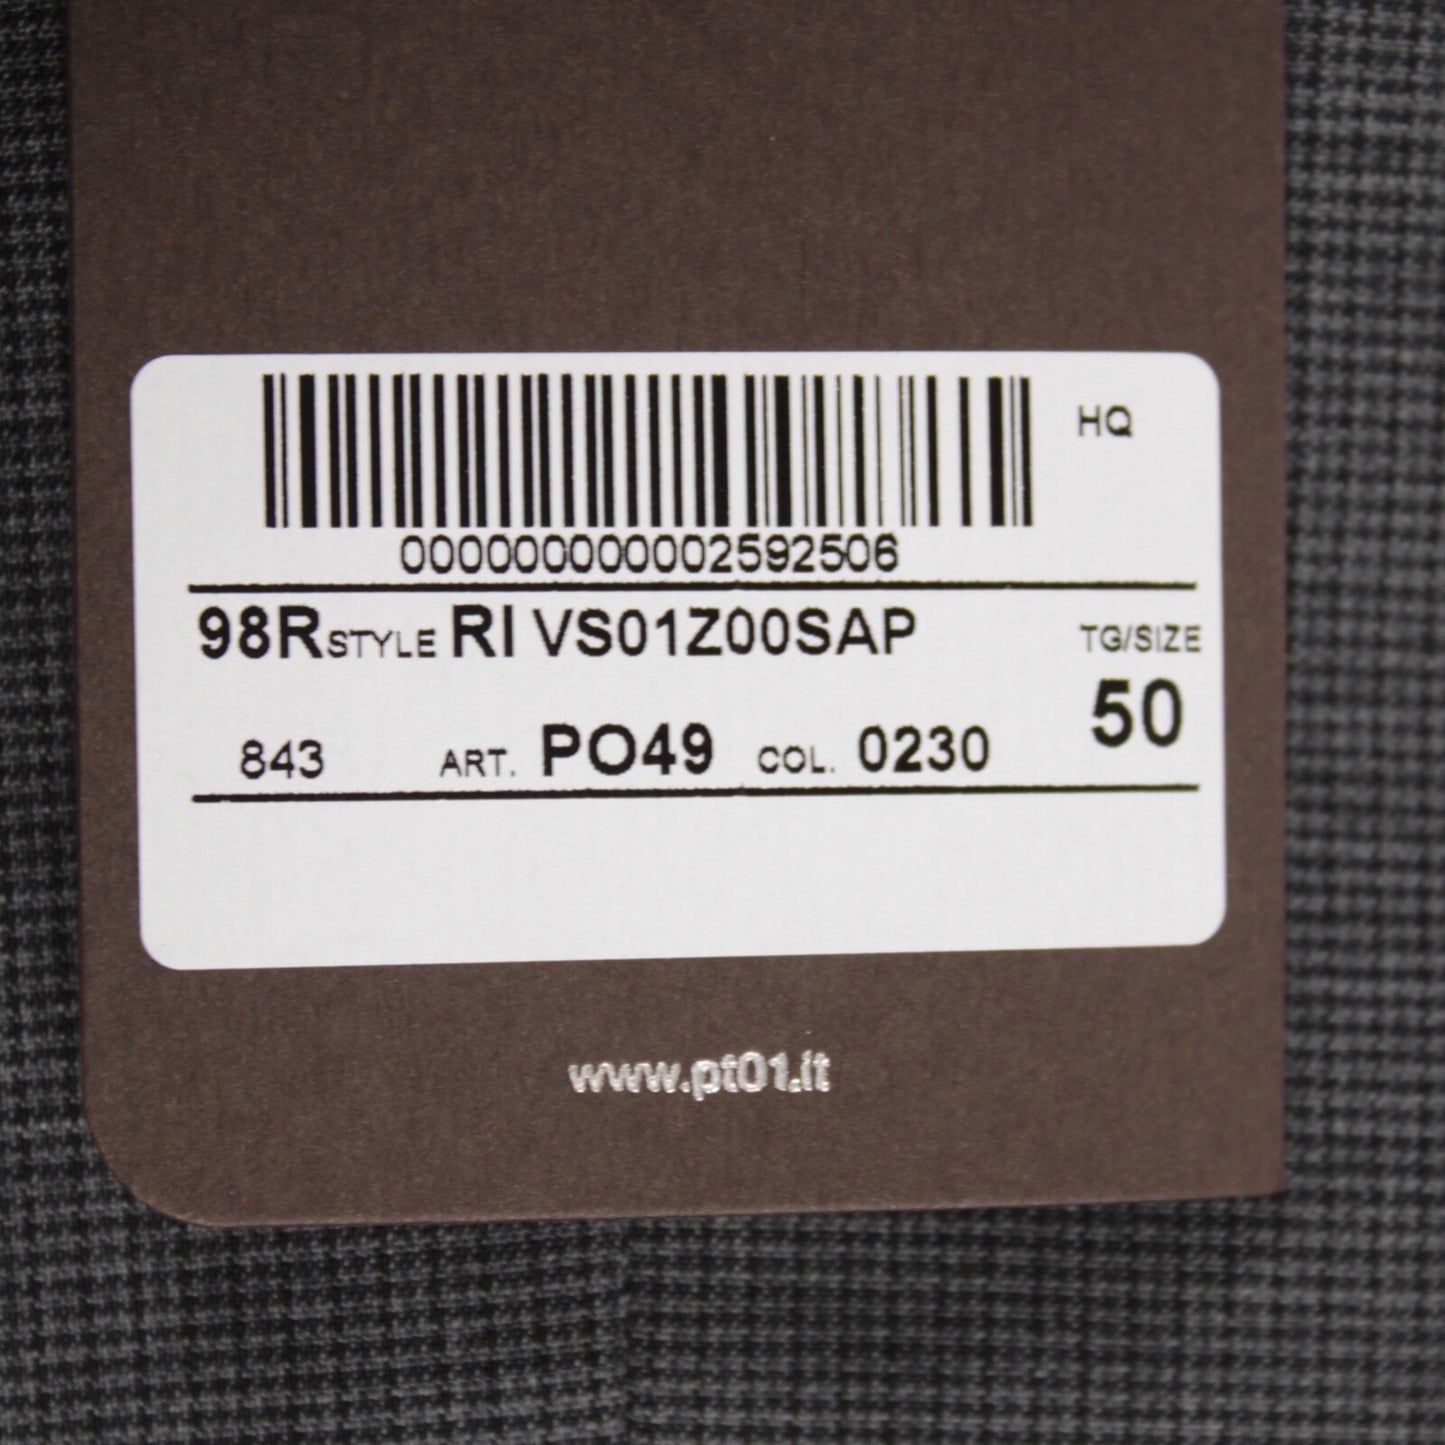 HQ
0000000000002592506
98R STYLE RI VS01Z00SAP
TG/SIZE
50
843 ART. PO49 COL. 0230
www.pt01.it